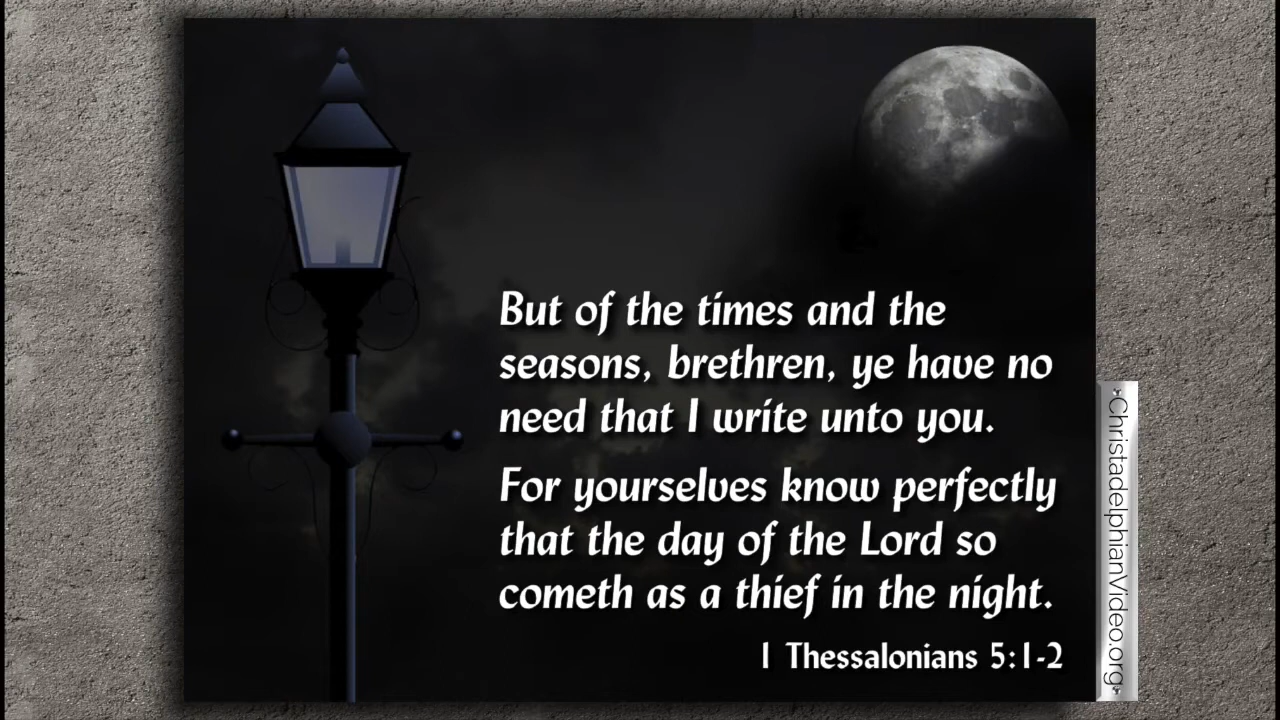 But of the times and the
seasons, brethren, ye have no
need that I write unto you.
For yourselves know perfectly
that the day of the Lord so
cometh as a thief in the night.
1 Thessalonians 5:1-2
ChristadelphianVideo.org